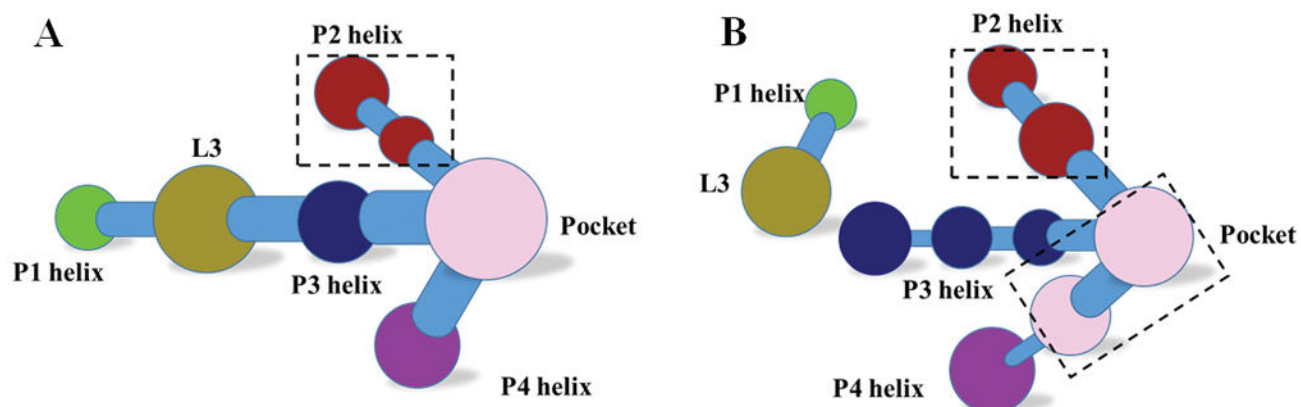 A
P2 helix
L3
P1 helix
P3 helix
Pocket
P4 helix
B
P2 helix
P1 helix
L3
Pocket
P3 helix
P4 helix